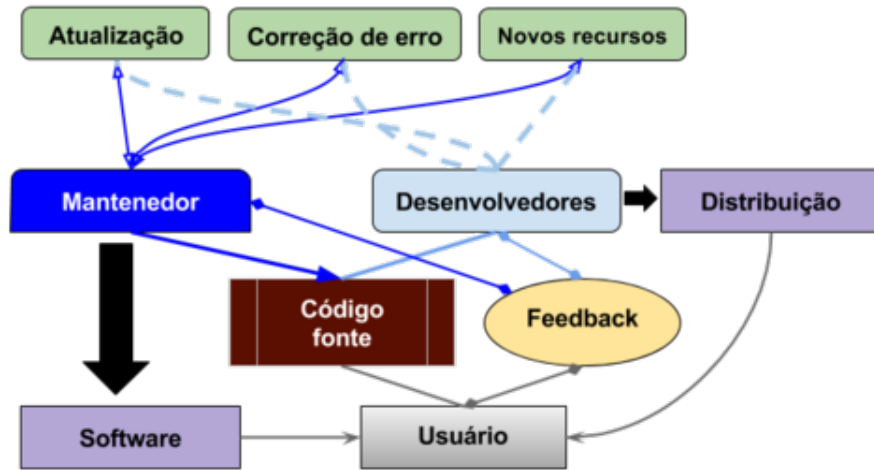 Atualização
Correção de erro
Novos recursos
Mantenedor
Desenvolvedores
Distribuição
Código
fonte
Feedback
Software
Usuário